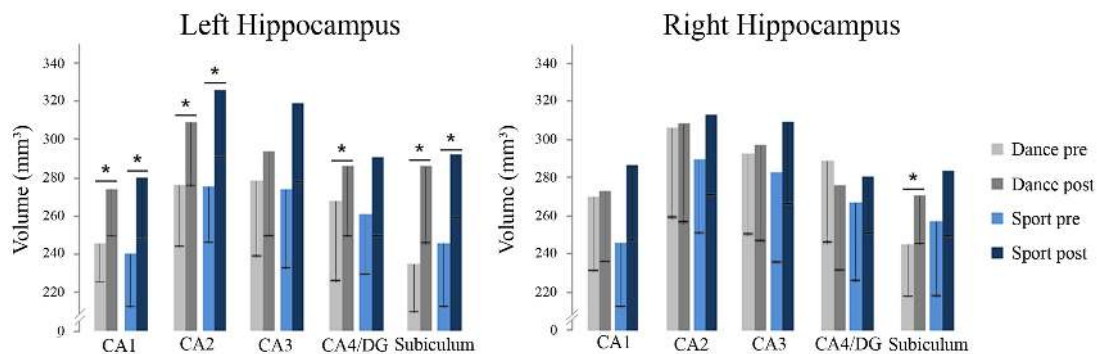 Left Hippocampus
Right Hippocampus
Volume (mm³)
340
320
300
280
260
240
220
0
* * * * * * * *
CA1 CA2 CA3 CA4/DG Subiculum
Volume (mm³)
340
320
300
280
260
240
220
0
*
CA1 CA2 CA3 CA4/DG Subiculum
Dance pre
Dance post
Sport pre
Sport post